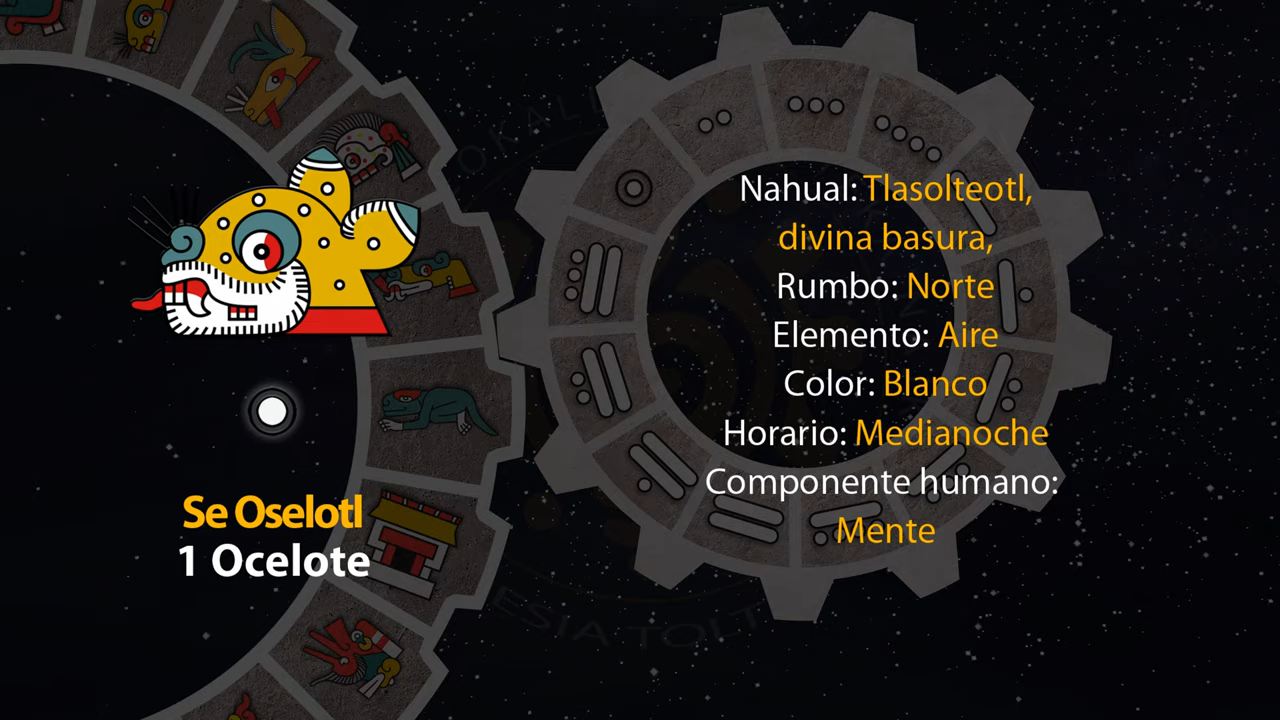 Se Oselotl
1 Ocelote
Nahual: Tlasolteotl,
divina basura,
Rumbo: Norte
Elemento: Aire
Color: Blanco
Horario: Medianoche
Componente humano:
Mente